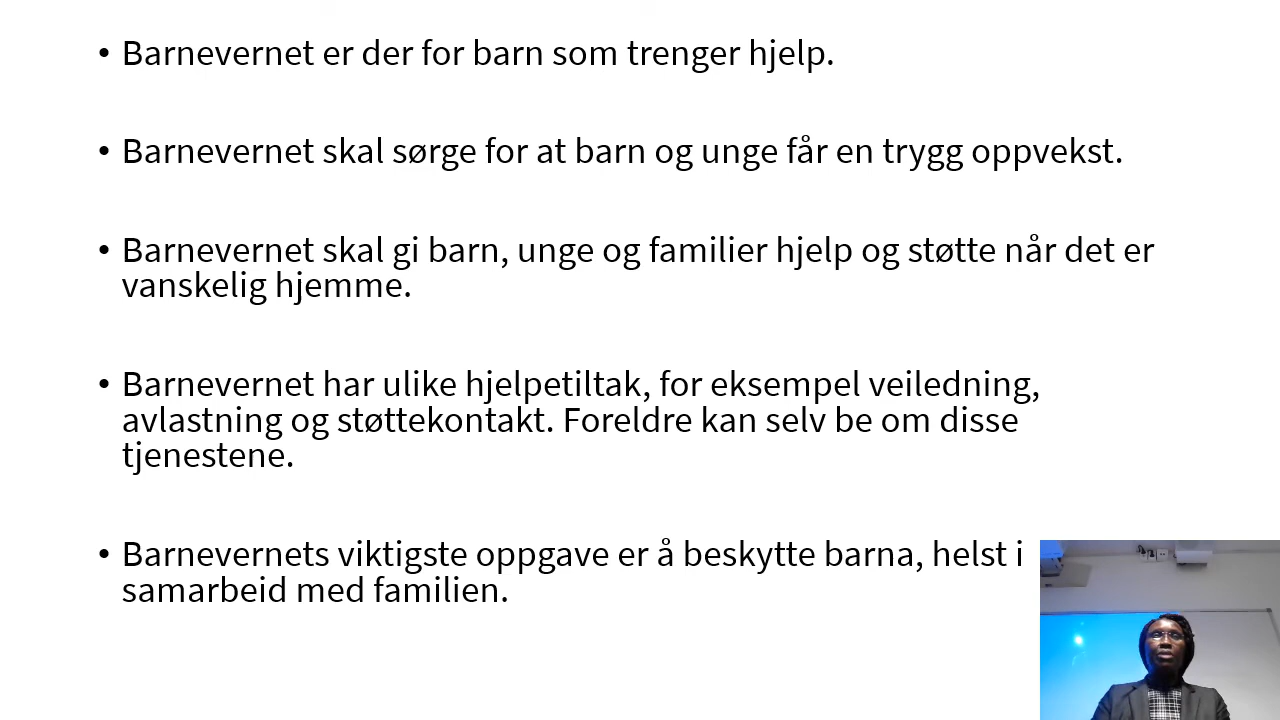 • Barnevernet er der for barn som trenger hjelp.
• Barnevernet skal sørge for at barn og unge får en trygg oppvekst.
• Barnevernet skal gi barn, unge og familier hjelp og støtte når det er
vanskelig hjemme.
• Barnevernet har ulike hjelpetiltak, for eksempel veiledning,
avlastning og støttekontakt. Foreldre kan selv be om disse
tjenestene.
• Barnevernets viktigste oppgave er å beskytte barna, helst i
samarbeid med familien.